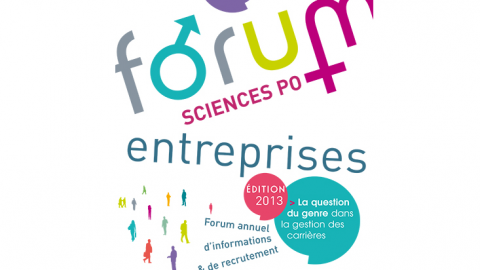 forum
SCIENCES PO
entreprises
ÉDITION
2013
> La question
du genre dans
la gestion des
carrières
Forum annuel
d'informations
& de recrutement